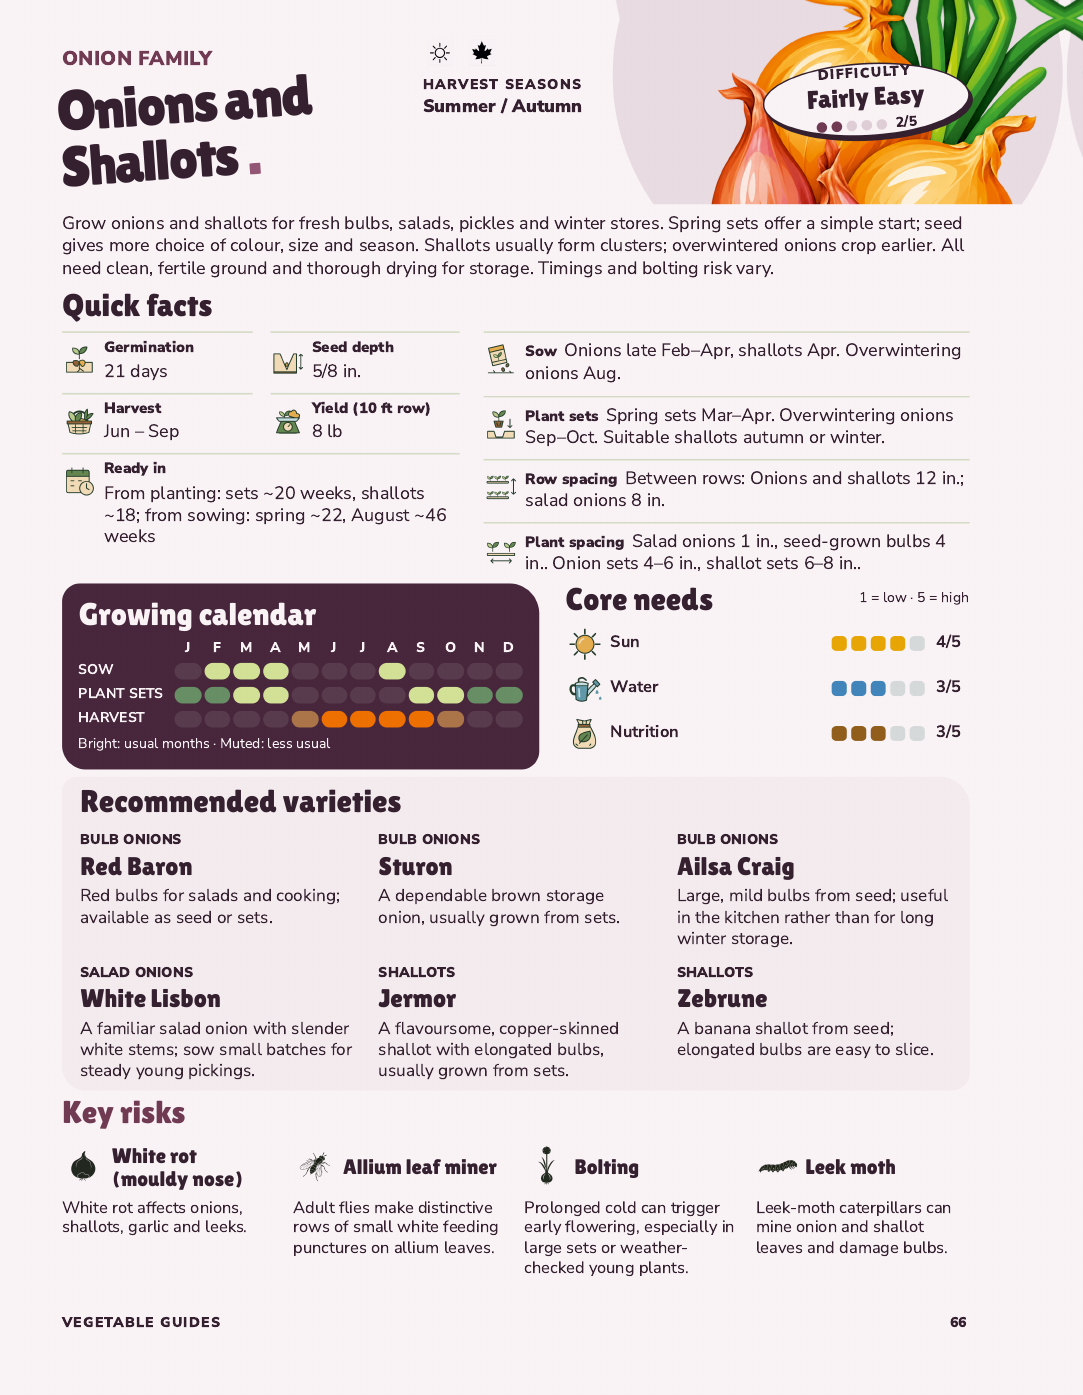 ONION FAMILY
Onions and
Shallots .
HARVEST SEASONS
Summer / Autumn
DIFFICULTY
Fairly Easy
2/5
Grow onions and shallots for fresh bulbs, salads, pickles and winter stores. Spring sets offer a simple start; seed
gives more choice of colour, size and season. Shallots usually form clusters; overwintered onions crop earlier. All
need clean, fertile ground and thorough drying for storage. Timings and bolting risk vary.
Quick facts
Germination
21 days
Seed depth
5/8 in.
Harvest
Jun – Sep
Yield (10 ft row)
8 lb
Ready in
From planting: sets ~20 weeks, shallots
~18; from sowing: spring ~22, August ~46
weeks
Sow Onions late Feb–Apr, shallots Apr. Overwintering
onions Aug.
Plant sets Spring sets Mar–Apr. Overwintering onions
Sep–Oct. Suitable shallots autumn or winter.
Row spacing Between rows: Onions and shallots 12 in.;
salad onions 8 in.
Plant spacing Salad onions 1 in., seed-grown bulbs 4
in.. Onion sets 4–6 in., shallot sets 6–8 in..
Growing calendar
J F M A M J J A S O N D
SOW
PLANT SETS
HARVEST
Bright: usual months · Muted: less usual
Core needs
1 = low · 5 = high
Sun 4/5
Water 3/5
Nutrition 3/5
Recommended varieties
BULB ONIONS
Red Baron
Red bulbs for salads and cooking;
available as seed or sets.
BULB ONIONS
Sturon
A dependable brown storage
onion, usually grown from sets.
BULB ONIONS
Ailsa Craig
Large, mild bulbs from seed; useful
in the kitchen rather than for long
winter storage.
SALAD ONIONS
White Lisbon
A familiar salad onion with slender
white stems; sow small batches for
steady young pickings.
SHALLOTS
Jermor
A flavoursome, copper-skinned
shallot with elongated bulbs,
usually grown from sets.
SHALLOTS
Zebrune
A banana shallot from seed;
elongated bulbs are easy to slice.
Key risks
White rot
(mouldy nose)
White rot affects onions,
shallots, garlic and leeks.
Allium leaf miner
Adult flies make distinctive
rows of small white feeding
punctures on allium leaves.
Bolting
Prolonged cold can trigger
early flowering, especially in
large sets or weather-
checked young plants.
Leek moth
Leek-moth caterpillars can
mine onion and shallot
leaves and damage bulbs.
VEGETABLE GUIDES
66